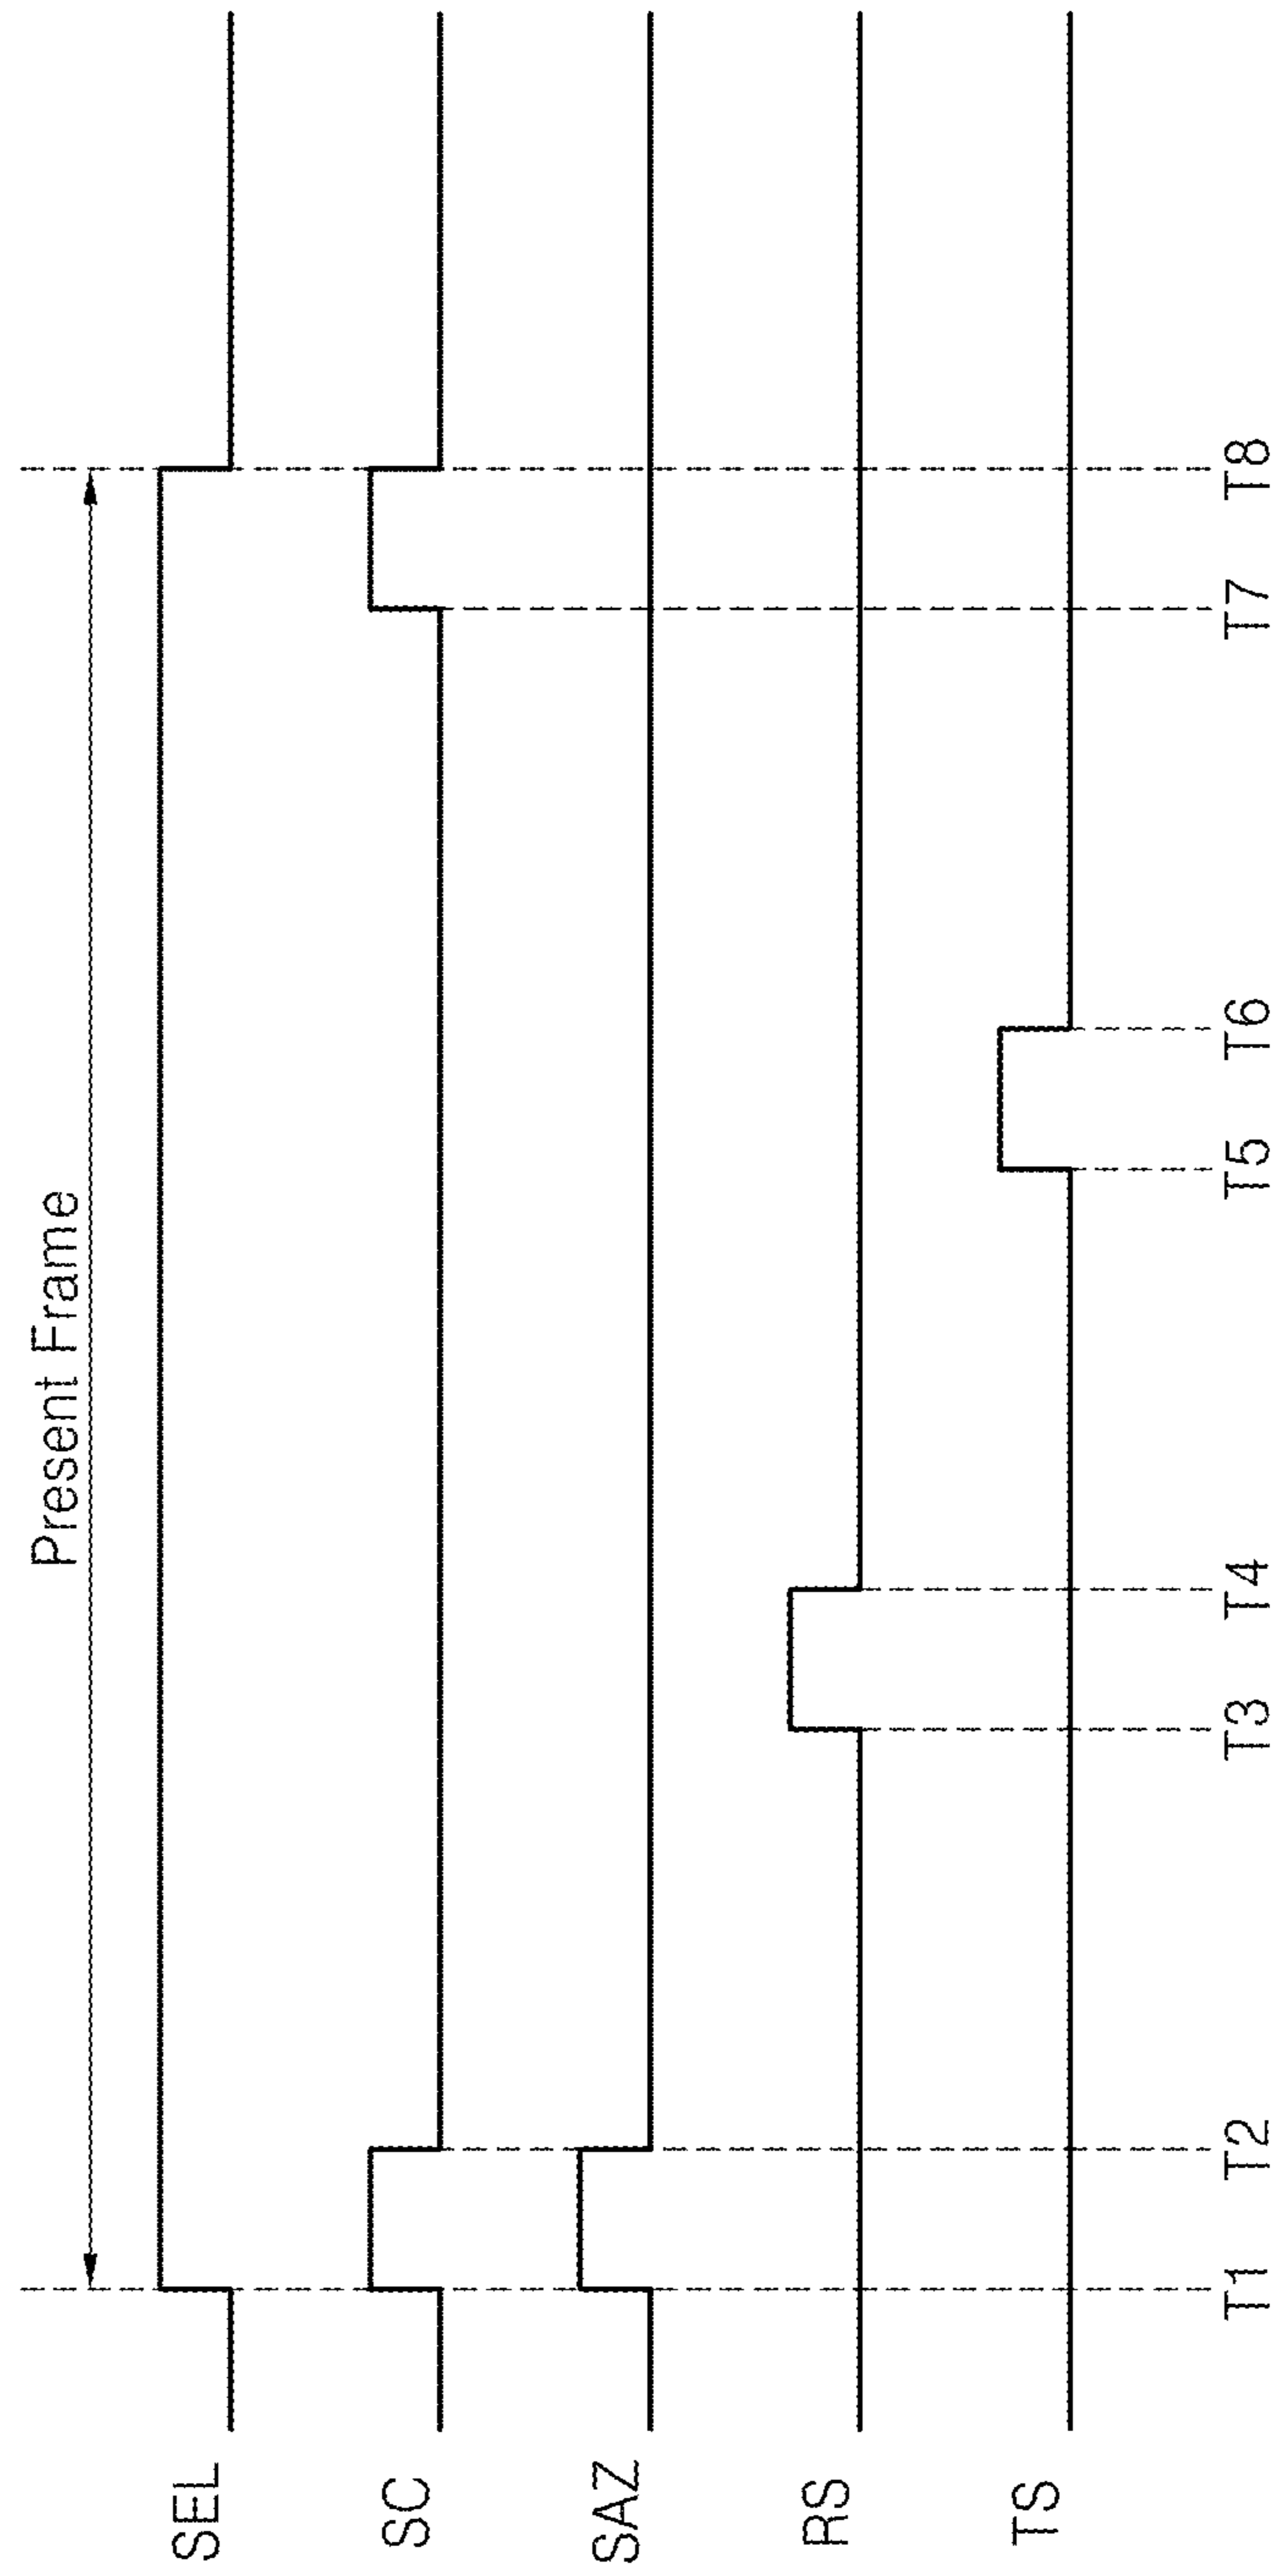 Present Frame
SEL
SC
SAZ
RS
TS
T1 T2 T3 T4 T5 T6 T7 T8